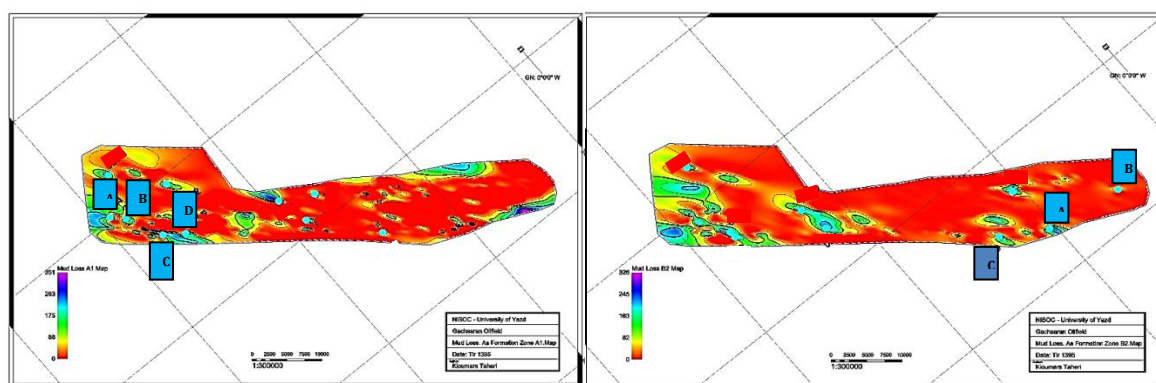 GN: 0°0'0" W
A
B
D
C
Mud Loss A1 Map
351
263
88
0
NISOC - University of Yazd
Gachsaran Oilfield
Mud Loss. As Formation Zone A1.Map
Date: Tir 1395
Kioumars Taheri
0 2500 5000 7500 10000
1:300000
GN: 0°0'0" W
B
A
C
Mud Loss B2 Map
326
245
163
82
0
NISOC - University of Yazd
Gachsaran Oilfield
Mud Loss. As Formation Zone B2.Map
Date: Tir 1395
Kioumars Taheri
0 2500 5000 7500 10000
1:300000